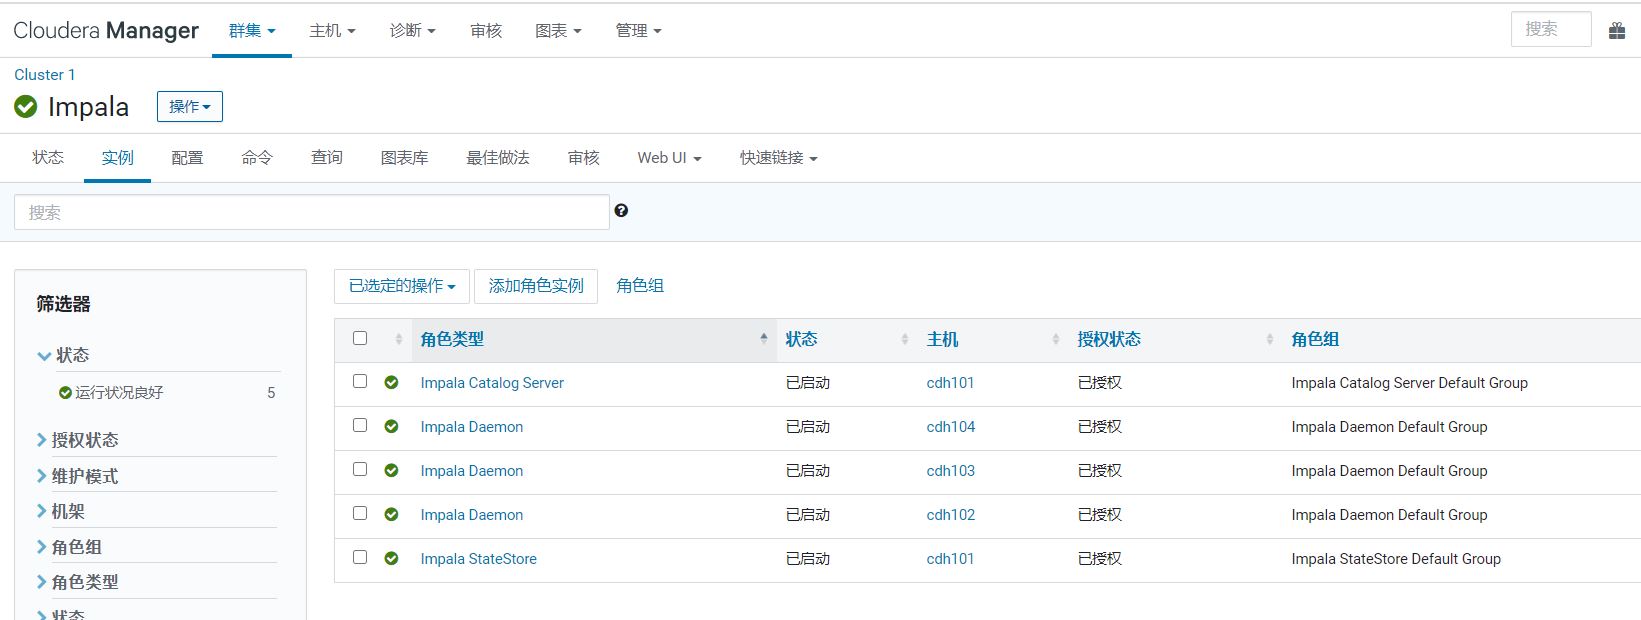 Cloudera Manager 群集 主机 诊断 审核 图表 管理 搜索
Cluster 1
Impala 操作
状态 实例 配置 命令 查询 图表库 最佳做法 审核 Web UI 快速链接
搜索
筛选器
状态
运行状况良好 5
授权状态
维护模式
机架
角色组
角色类型
状态
已选定的操作 添加角色实例 角色组
角色类型 状态 主机 授权状态 角色组
Impala Catalog Server 已启动 cdh101 已授权 Impala Catalog Server Default Group
Impala Daemon 已启动 cdh104 已授权 Impala Daemon Default Group
Impala Daemon 已启动 cdh103 已授权 Impala Daemon Default Group
Impala Daemon 已启动 cdh102 已授权 Impala Daemon Default Group
Impala StateStore 已启动 cdh101 已授权 Impala StateStore Default Group